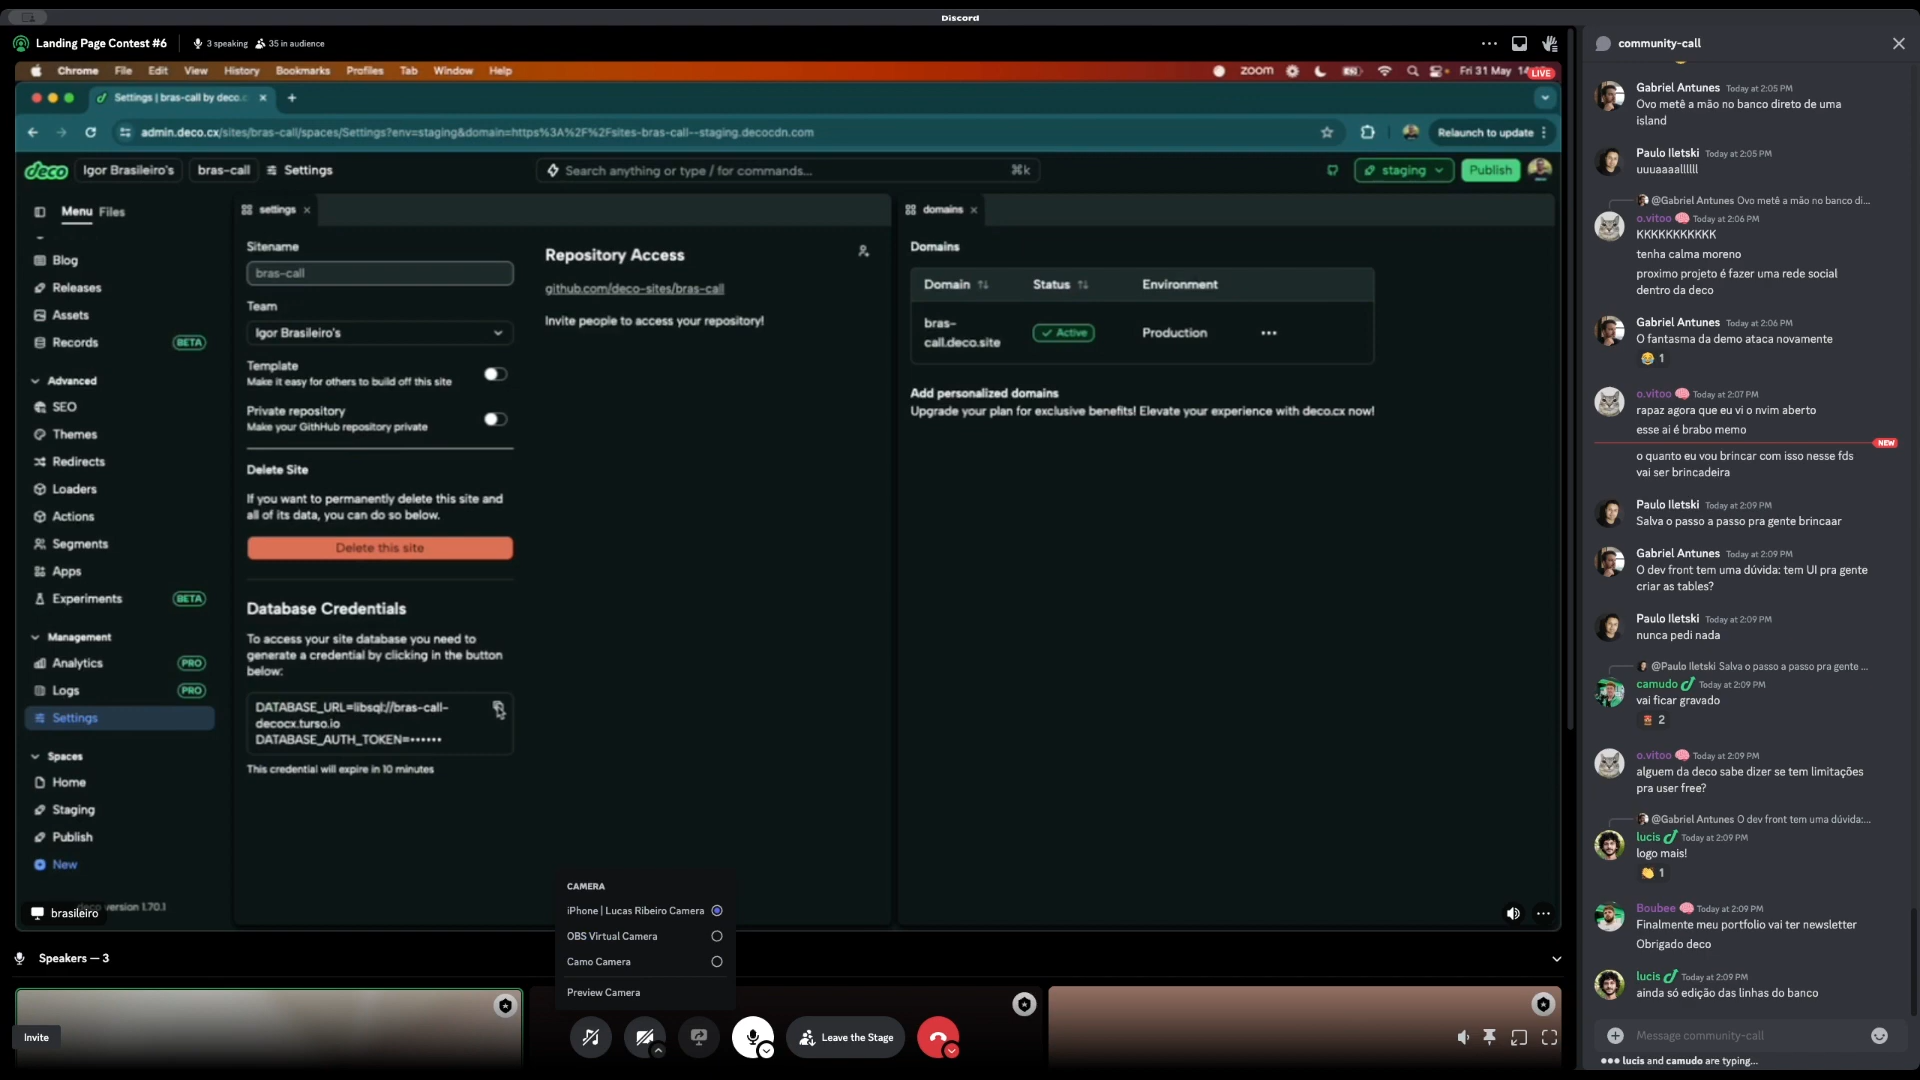 Discord
Landing Page Contest #6
3 speaking
35 in audience
Chrome File Edit View History Bookmarks Profiles Tab Window Help
zoom
Fri 31 May
LIVE
Settings | bras-call by deco.c
admin.deco.cx/sites/bras-call/spaces/Settings?env=staging&domain=https%3A%2F%2Fsites-bras-call--staging.decocdn.com
Relaunch to update
deco
Igor Brasileiro's
bras-call
Settings
Search anything or type / for commands...
⌘k
staging
Publish
Menu Files
Blog
Releases
Assets
Records BETA
Advanced
SEO
Themes
Redirects
Loaders
Actions
Segments
Apps
Experiments BETA
Management
Analytics PRO
Logs PRO
Settings
Spaces
Home
Staging
Publish
New
version 1.70.1
brasileiro
settings
Sitename
bras-call
Team
Igor Brasileiro's
Template
Make it easy for others to build off this site
Private repository
Make your GithHub repository private
Delete Site
If you want to permanently delete this site and
all of its data, you can do so below.
Delete this site
Database Credentials
To access your site database you need to
generate a credential by clicking in the button
below:
DATABASE_URL=libsql://bras-call-
decocx.turso.io
DATABASE_AUTH_TOKEN=••••••
This credential will expire in 10 minutes
Repository Access
github.com/deco-sites/bras-call
Invite people to access your repository!
domains
Domains
Domain Status Environment
bras-
call.deco.site
Active
Production
Add personalized domains
Upgrade your plan for exclusive benefits! Elevate your experience with deco.cx now!
CAMERA
iPhone | Lucas Ribeiro Camera
OBS Virtual Camera
Camo Camera
Preview Camera
Speakers — 3
Invite
Leave the Stage
community-call
Gabriel Antunes Today at 2:05 PM
Ovo metê a mão no banco direto de uma
island
Paulo Iletski Today at 2:05 PM
uuuaaaallllll
@Gabriel Antunes Ovo metê a mão no banco di...
o.vitoo Today at 2:06 PM
KKKKKKKKKKK
tenha calma moreno
proximo projeto é fazer uma rede social
dentro da deco
Gabriel Antunes Today at 2:06 PM
O fantasma da demo ataca novamente
1
o.vitoo Today at 2:07 PM
rapaz agora que eu vi o nvim aberto
esse ai é brabo memo
NEW
o quanto eu vou brincar com isso nesse fds
vai ser brincadeira
Paulo Iletski Today at 2:09 PM
Salva o passo a passo pra gente brincaar
Gabriel Antunes Today at 2:09 PM
O dev front tem uma dúvida: tem UI pra gente
criar as tables?
Paulo Iletski Today at 2:09 PM
nunca pedi nada
@Paulo Iletski Salva o passo a passo pra gente ...
camudo Today at 2:09 PM
vai ficar gravado
2
o.vitoo Today at 2:09 PM
alguem da deco sabe dizer se tem limitações
pra user free?
@Gabriel Antunes O dev front tem uma dúvida:...
lucis Today at 2:09 PM
logo mais!
1
Boubee Today at 2:09 PM
Finalmente meu portfolio vai ter newsletter
Obrigado deco
lucis Today at 2:09 PM
ainda só edição das linhas do banco
Message community-call
lucis and camudo are typing...